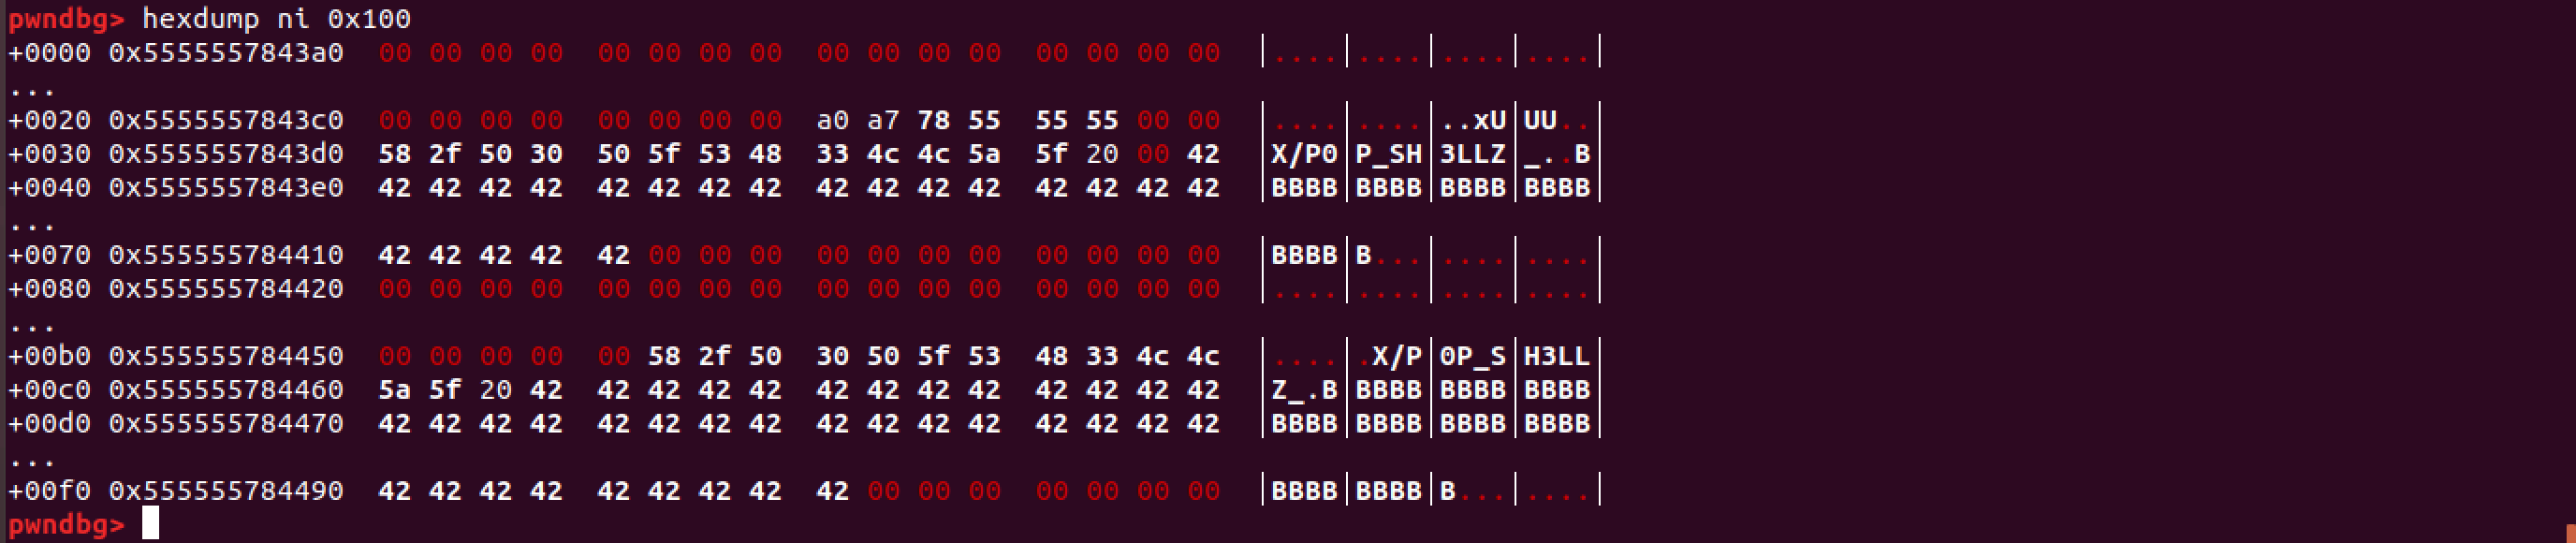 pwndbg> hexdump ni 0x100
+0000 0x5555557843a0  00 00 00 00  00 00 00 00  00 00 00 00  00 00 00 00  |....|....|....|....|
...
+0020 0x5555557843c0  00 00 00 00  00 00 00 00  a0 a7 78 55  55 55 00 00  |....|....|..xU|UU..|
+0030 0x5555557843d0  58 2f 50 30  50 5f 53 48  33 4c 4c 5a  5f 20 00 42  |X/P0|P_SH|3LLZ|_..B|
+0040 0x5555557843e0  42 42 42 42  42 42 42 42  42 42 42 42  42 42 42 42  |BBBB|BBBB|BBBB|BBBB|
...
+0070 0x555555784410  42 42 42 42  42 00 00 00  00 00 00 00  00 00 00 00  |BBBB|B...|....|....|
+0080 0x555555784420  00 00 00 00  00 00 00 00  00 00 00 00  00 00 00 00  |....|....|....|....|
...
+00b0 0x555555784450  00 00 00 00  00 58 2f 50  30 50 5f 53  48 33 4c 4c  |....|.X/P|0P_S|H3LL|
+00c0 0x555555784460  5a 5f 20 42  42 42 42 42  42 42 42 42  42 42 42 42  |Z_.B|BBBB|BBBB|BBBB|
+00d0 0x555555784470  42 42 42 42  42 42 42 42  42 42 42 42  42 42 42 42  |BBBB|BBBB|BBBB|BBBB|
...
+00f0 0x555555784490  42 42 42 42  42 42 42 42  42 00 00 00  00 00 00 00  |BBBB|BBBB|B...|....|
pwndbg>